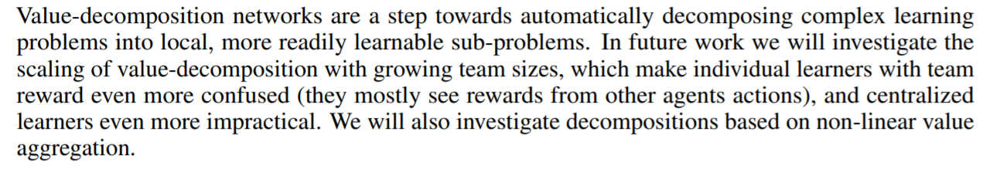 Value-decomposition networks are a step towards automatically decomposing complex learning
problems into local, more readily learnable sub-problems. In future work we will investigate the
scaling of value-decomposition with growing team sizes, which make individual learners with team
reward even more confused (they mostly see rewards from other agents actions), and centralized
learners even more impractical. We will also investigate decompositions based on non-linear value
aggregation.